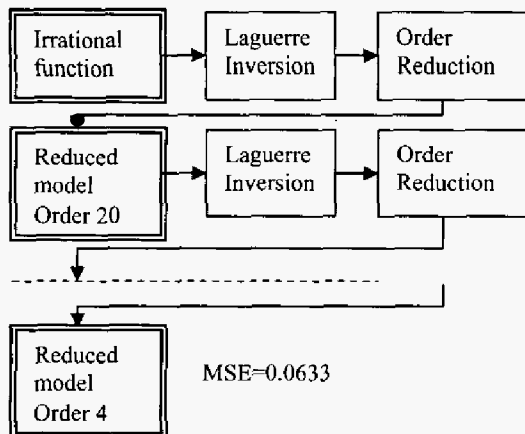 Irrational
function
Laguerre
Inversion
Order
Reduction
Reduced
model
Order 20
Laguerre
Inversion
Order
Reduction
Reduced
model
Order 4
MSE=0.0633